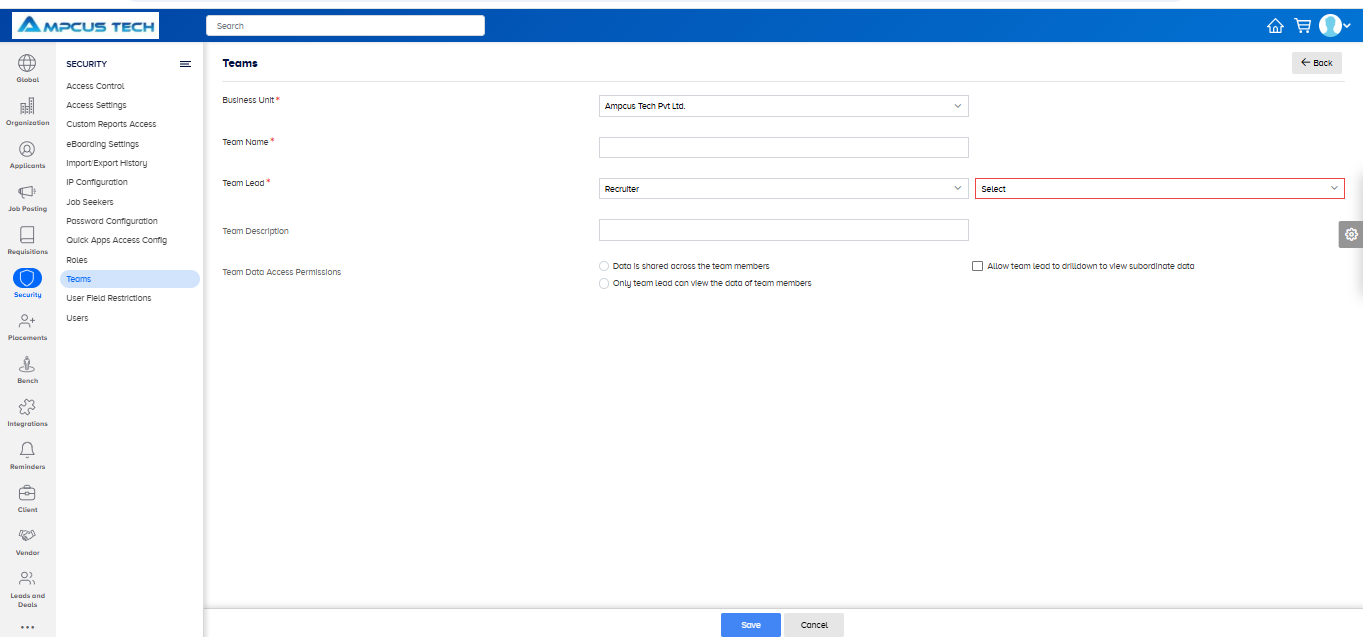 AMPCUS TECH
Search
Global
Organization
Applicants
Job Posting
Requisitions
Security
Placements
Bench
Integrations
Reminders
Client
Vendor
Leads and
Deals
SECURITY
Access Control
Access Settings
Custom Reports Access
eBoarding Settings
Import/Export History
IP Configuration
Job Seekers
Password Configuration
Quick Apps Access Config
Roles
Teams
User Field Restrictions
Users
Teams
← Back
Business Unit *
Ampcus Tech Pvt Ltd.
Team Name *
Team Lead *
Recruiter
Select
Team Description
Team Data Access Permissions
Data is shared across the team members
Allow team lead to drilldown to view subordinate data
Only team lead can view the data of team members
Save
Cancel